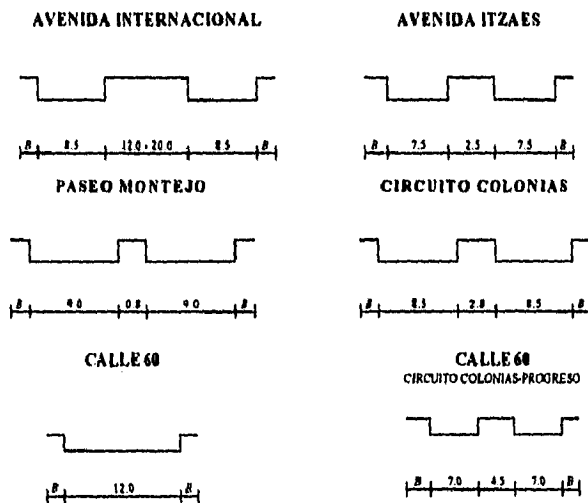 AVENIDA INTERNACIONAL
B 8.5 12.0 - 20.0 8.5 B
AVENIDA ITZAES
B 7.5 2.5 7.5 B
PASEO MONTEJO
B 9.0 0.8 9.0 B
CIRCUITO COLONIAS
B 8.5 2.8 8.5 B
CALLE 60
B 12.0 B
CALLE 60
CIRCUITO COLONIAS-PROGRESO
B 7.0 4.5 7.0 B